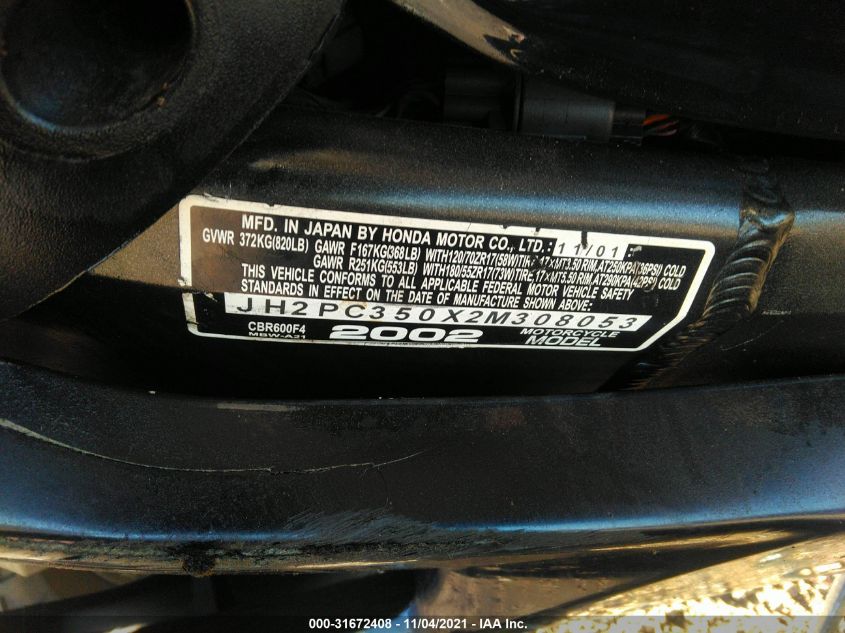 MFD. IN JAPAN BY HONDA MOTOR CO., LTD.: 11/01
GVWR 372KG(820LB) GAWR F167KG(368LB) WITH120/70ZR17(58W)TIRE, 17xMT3.50 RIM,AT250KPA(36PSI) COLD
GAWR R251KG(553LB) WITH180/55ZR17(73W)TIRE, 17xMT5.50 RIM,AT290KPA(42PSI) COLD
THIS VEHICLE CONFORMS TO ALL APPLICABLE FEDERAL MOTOR VEHICLE SAFETY
STANDARDS IN EFFECT ON THE DATE OF MANUFACTURE SHOWN ABOVE.
JH2PC350X2M308053
CBR600F4 2002 MOTORCYCLE
MBW-A21 MODEL
000-31672408 - 11/04/2021 - IAA Inc.